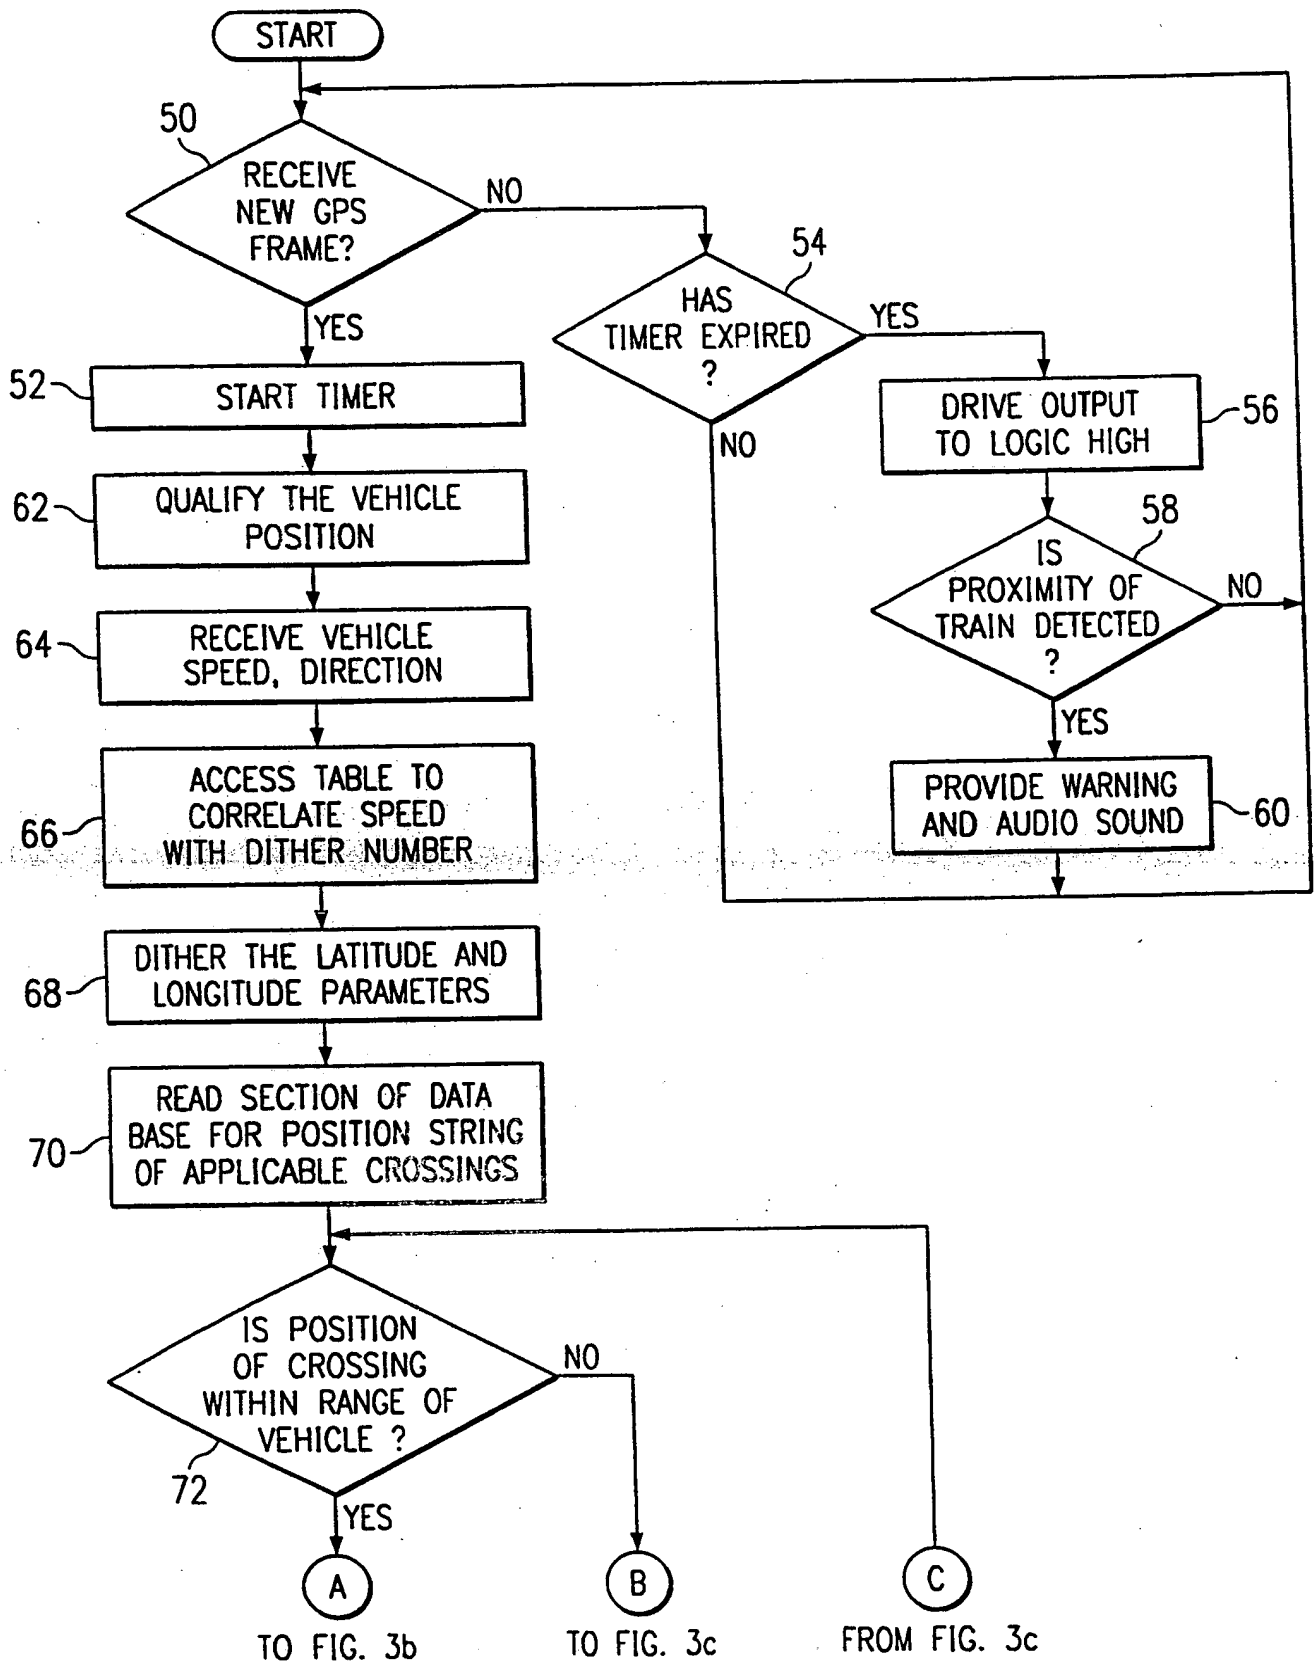 START
50
RECEIVE
NEW GPS
FRAME?
NO
YES
54
HAS
TIMER EXPIRED
?
YES
NO
52
START TIMER
DRIVE OUTPUT
TO LOGIC HIGH
56
62
QUALIFY THE VEHICLE
POSITION
58
IS
PROXIMITY OF
TRAIN DETECTED
?
NO
YES
64
RECEIVE VEHICLE
SPEED, DIRECTION
PROVIDE WARNING
AND AUDIO SOUND
60
66
ACCESS TABLE TO
CORRELATE SPEED
WITH DITHER NUMBER
68
DITHER THE LATITUDE AND
LONGITUDE PARAMETERS
70
READ SECTION OF DATA
BASE FOR POSITION STRING
OF APPLICABLE CROSSINGS
IS POSITION
OF CROSSING
WITHIN RANGE OF
VEHICLE ?
72
NO
YES
A
TO FIG. 3b
B
TO FIG. 3c
C
FROM FIG. 3c